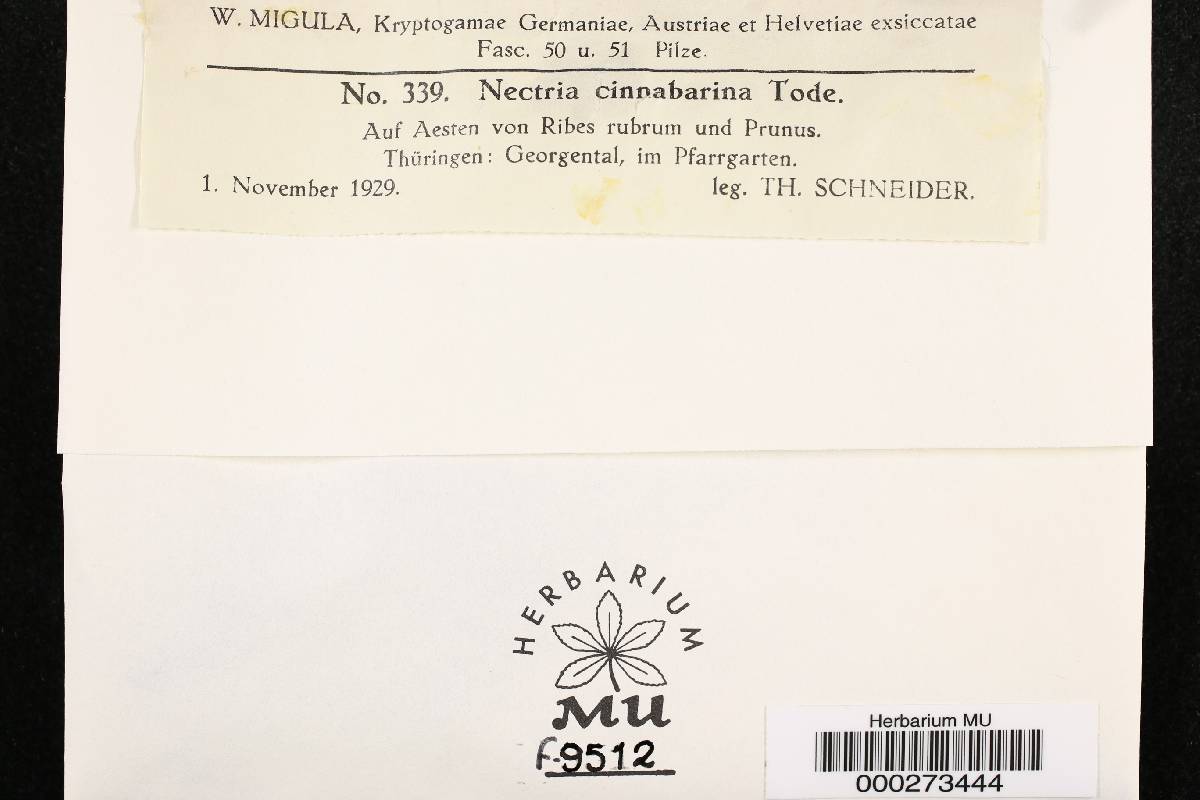 W. MIGULA, Kryptogamae Germaniae, Austriae et Helvetiae exsiccatae
Fasc. 50 u. 51 Pilze.
No. 339. Nectria cinnabarina Tode.
Auf Aesten von Ribes rubrum und Prunus.
Thüringen: Georgental, im Pfarrgarten.
1. November 1929. leg. TH. SCHNEIDER.
HERBARIUM
MU
F-9512
Herbarium MU
000273444